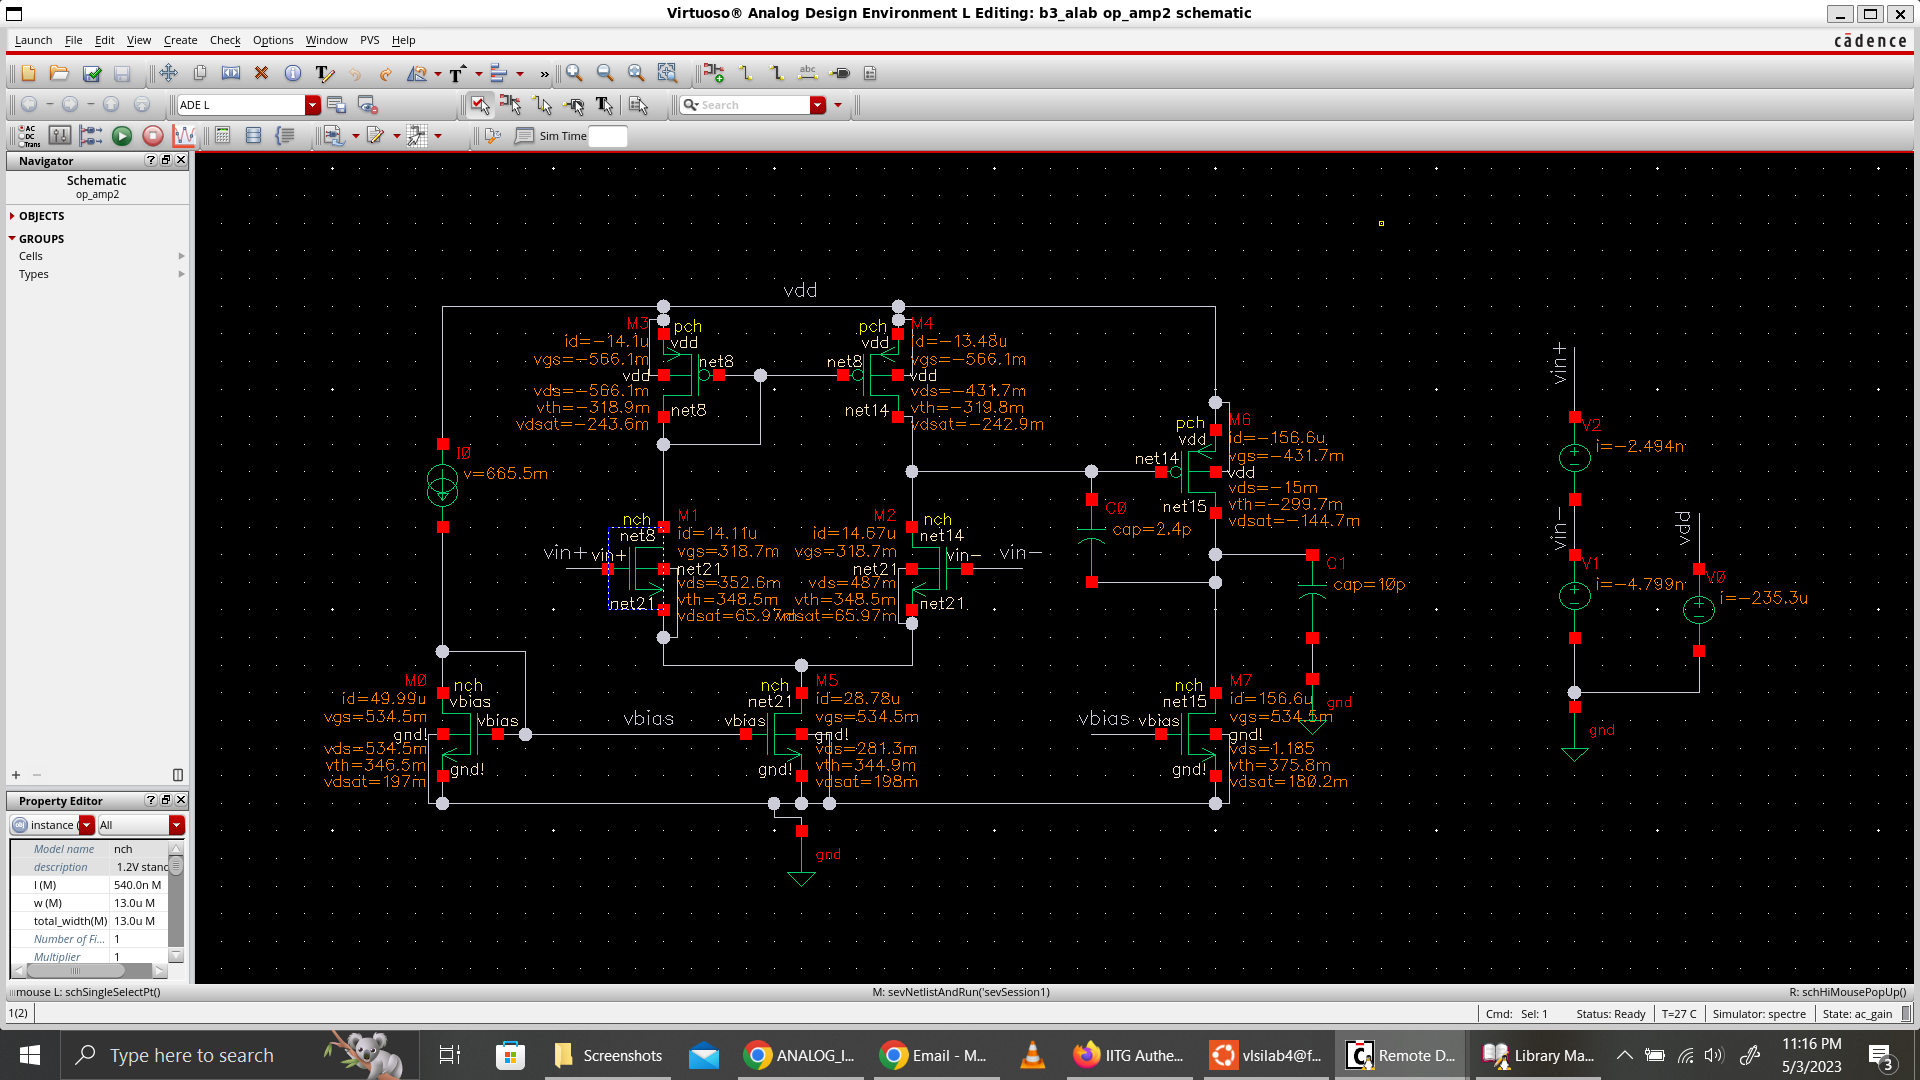 Virtuoso® Analog Design Environment L Editing: b3_alab op_amp2 schematic
Launch File Edit View Create Check Options Window PVS Help
cādence
abc
ADE L
Search
AC
DC
Trans
Sim Time
Navigator
Schematic
op_amp2
OBJECTS
GROUPS
Cells
Types
vdd
M3
pch
id=-14.1u
vdd
vgs=-566.1m
net8
vdd
vds=-566.1m
vth=-318.9m
net8
vdsat=-243.6m
pch
M4
vdd
id=-13.48u
net8
vgs=-566.1m
vdd
vds=-431.7m
net14
vth=-319.8m
vdsat=-242.9m
I0
v=665.5m
pch
M6
vdd
id=-156.6u
net14
vgs=-431.7m
vdd
vds=-15m
net15
vth=-299.7m
vdsat=-144.7m
C0
cap=2.4p
nch
M1
net8
id=14.11u
vgs=318.7m
vin+
vin+
net21
vds=352.6m
vth=348.5m
net21
vdsat=65.97m
M2
nch
id=14.67u
net14
vgs=318.7m
vin-
vin-
net21
vds=487m
vth=348.5m
net21
vdsat=65.97m
C1
cap=10p
gnd
vin+
V2
i=-2.494n
vin-
V1
i=-4.799n
vdd
V0
i=-235.3u
gnd
M0
nch
id=49.99u
vbias
vgs=534.5m
vbias
gnd!
vds=534.5m
vth=346.5m
gnd!
vdsat=197m
vbias
nch
M5
net21
id=28.78u
vbias
vgs=534.5m
gnd!
vds=281.3m
gnd!
vth=344.9m
vdsat=198m
vbias
nch
M7
net15
id=156.6u
vbias
vgs=534.5m
gnd!
vds=1.185
gnd!
vth=375.8m
vdsat=180.2m
gnd
Property Editor
instance (
All
Model name nch
description 1.2V stanc
l (M) 540.0n M
w (M) 13.0u M
total_width(M) 13.0u M
Number of Fi... 1
Multiplier 1
mouse L: schSingleSelectPt()
M: sevNetlistAndRun('sevSession1)
R: schHiMousePopUp()
1(2)
Cmd: Sel: 1
Status: Ready
T=27 C
Simulator: spectre
State: ac_gain
Type here to search
Screenshots
ANALOG_I...
Email - M...
IITG Authe...
vlsilab4@f...
Remote D...
Library Ma...
11:16 PM
5/3/2023
3